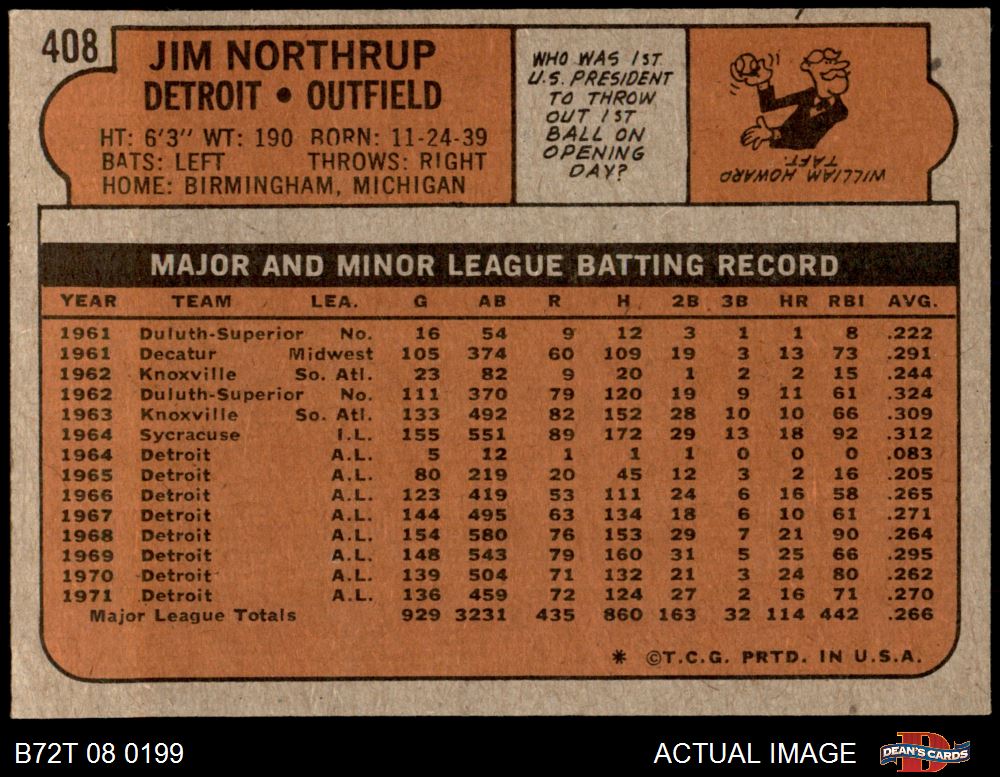 408
JIM NORTHRUP
DETROIT • OUTFIELD
HT: 6'3" WT: 190 BORN: 11-24-39
BATS: LEFT THROWS: RIGHT
HOME: BIRMINGHAM, MICHIGAN
WHO WAS 1ST
U.S. PRESIDENT
TO THROW
OUT 1ST
BALL ON
OPENING
DAY?
WILLIAM HOWARD
TAFT.
MAJOR AND MINOR LEAGUE BATTING RECORD
YEAR TEAM LEA. G AB R H 2B 3B HR RBI AVG.
1961 Duluth-Superior No. 16 54 9 12 3 1 1 8 .222
1961 Decatur Midwest 105 374 60 109 19 3 13 73 .291
1962 Knoxville So. Atl. 23 82 9 20 1 2 2 15 .244
1962 Duluth-Superior No. 111 370 79 120 19 9 11 61 .324
1963 Knoxville So. Atl. 133 492 82 152 28 10 10 66 .309
1964 Sycracuse I.L. 155 551 89 172 29 13 18 92 .312
1964 Detroit A.L. 5 12 1 1 1 0 0 0 .083
1965 Detroit A.L. 80 219 20 45 12 3 2 16 .205
1966 Detroit A.L. 123 419 53 111 24 6 16 58 .265
1967 Detroit A.L. 144 495 63 134 18 6 10 61 .271
1968 Detroit A.L. 154 580 76 153 29 7 21 90 .264
1969 Detroit A.L. 148 543 79 160 31 5 25 66 .295
1970 Detroit A.L. 139 504 71 132 21 3 24 80 .262
1971 Detroit A.L. 136 459 72 124 27 2 16 71 .270
Major League Totals 929 3231 435 860 163 32 114 442 .266
* ©T.C.G. PRTD. IN U.S.A.
B72T 08 0199
ACTUAL IMAGE
DEAN'S CARDS